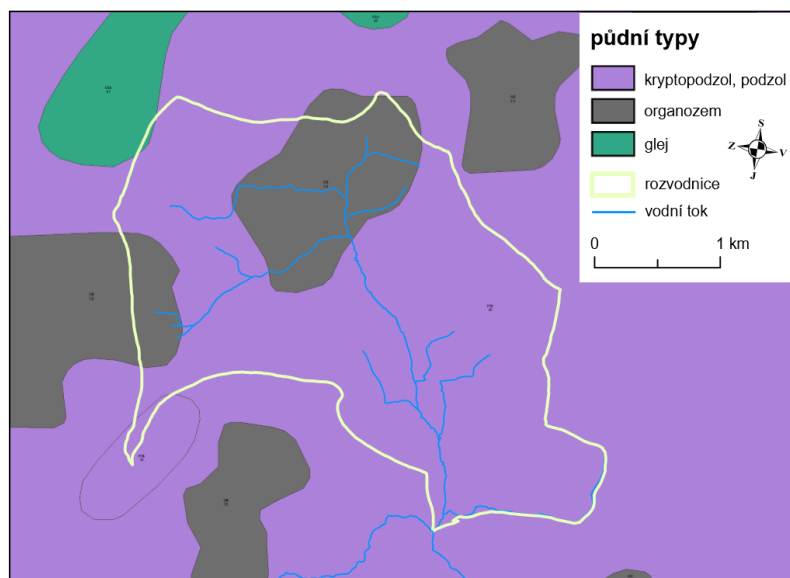 půdní typy
kryptopodzol, podzol
organozem
glej
S
Z
V
J
rozvodnice
vodní tok
0
1 km